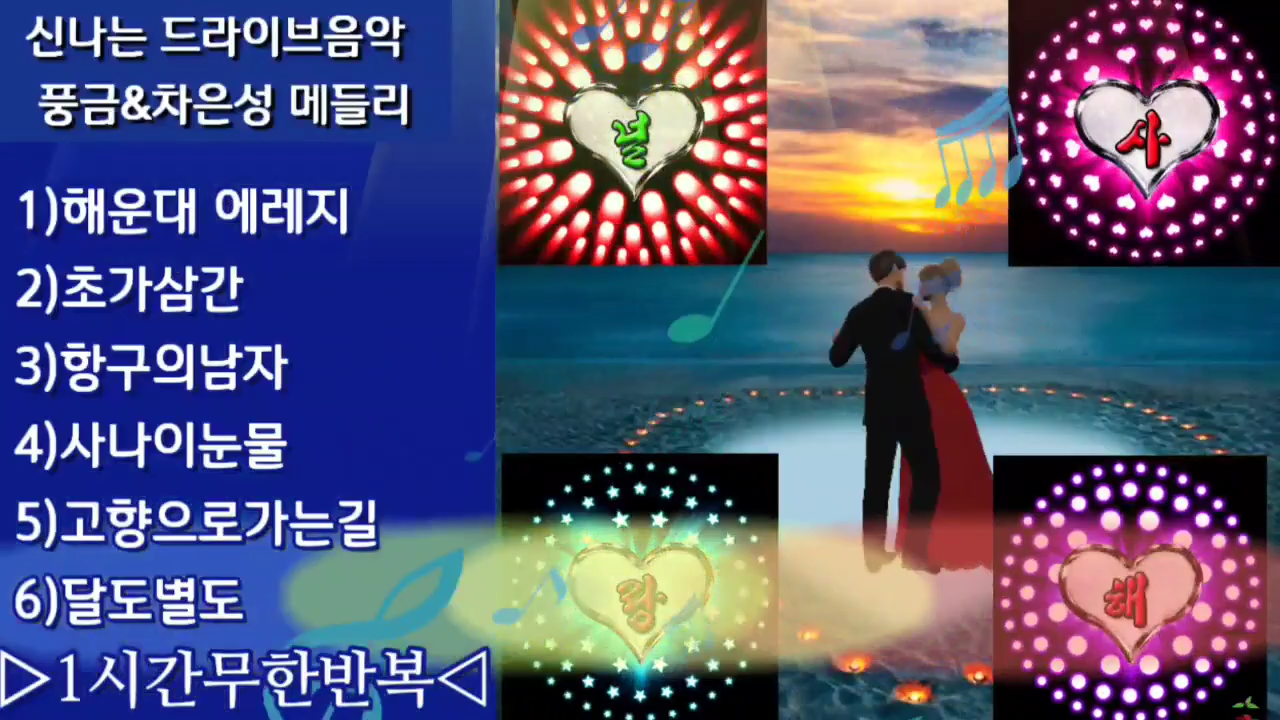 신나는 드라이브음악
풍금&차은성 메들리
1)해운대 에레지
2)초가삼간
3)항구의남자
4)사나이눈물
5)고향으로가는길
6)달도별도
▷1시간무한반복◁
널
사
랑
해